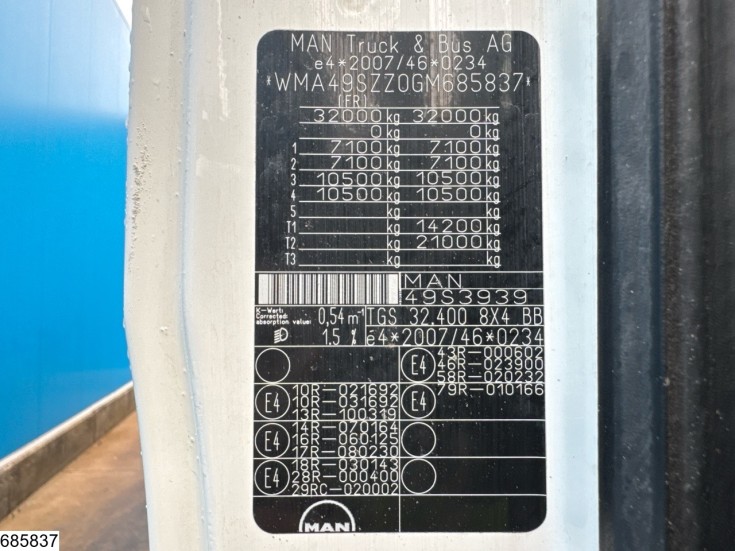 MAN Truck & Bus AG
e4*2007/46*0234
*WMA49SZZ0GM685837*
(FR)
32000 kg 32000 kg
0 kg 0 kg
1 7100 kg 7100 kg
2 7100 kg 7100 kg
3 10500 kg 10500 kg
4 10500 kg 10500 kg
5 kg kg
T1 kg 14200 kg
T2 kg 21000 kg
T3 kg kg
MAN
49S3939
K-Wert:
Corrected
absorption value: 0,54 m-1 TGS 32.400 8X4 BB
1.5 % e4*2007/46*0234
E4 43R-000602
46R-023900
58R-020232
E4 10R-021692
10R-031692
13R-100319
E4 79R-010166
E4 14R-070164
16R-060125
17R-080230
E4 18R-030143
28R-000400
29RC-020002
MAN
685837